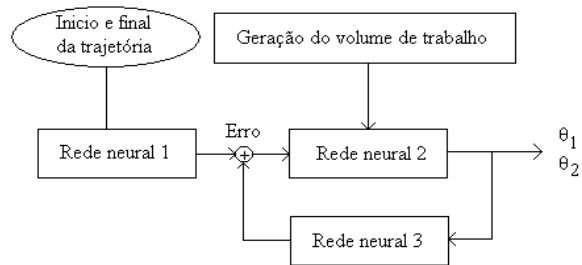 Inicio e final
da trajetória
Geração do volume de trabalho
Erro
Rede neural 1
Rede neural 2
θ1
θ2
Rede neural 3